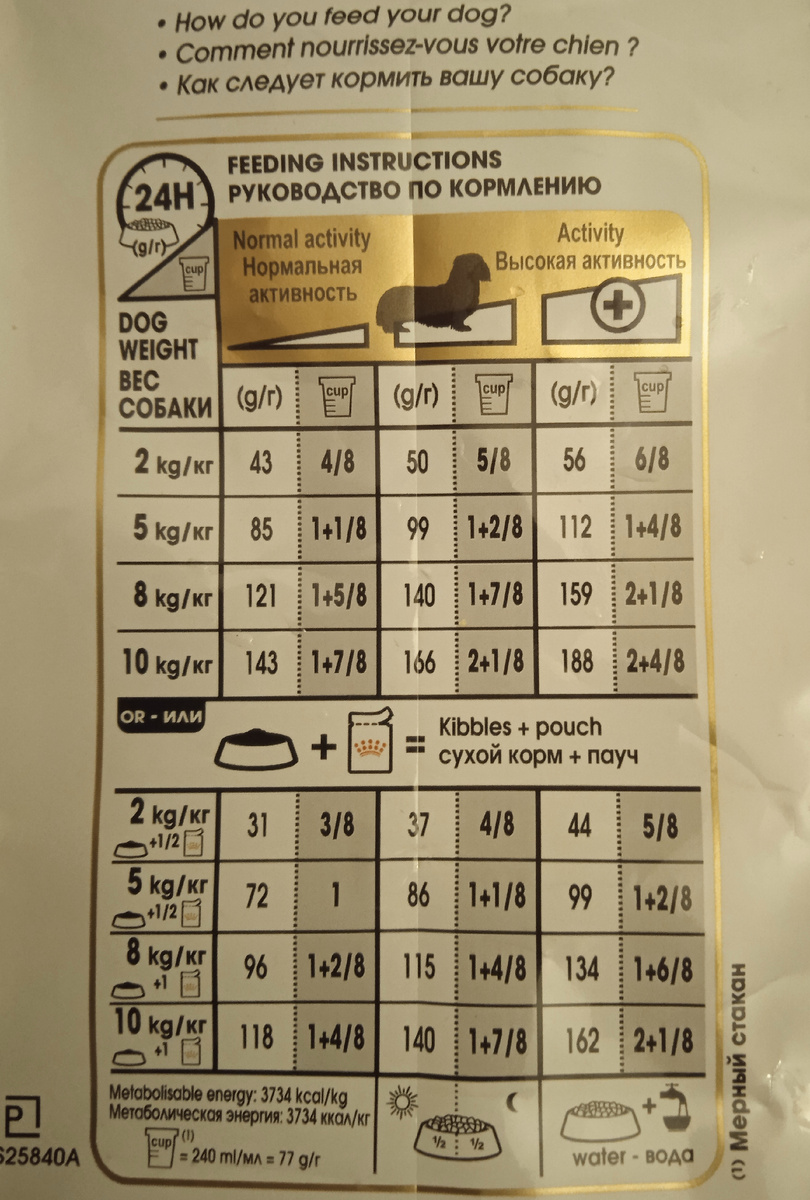 • How do you feed your dog?
• Comment nourrissez-vous votre chien ?
• Как следует кормить вашу собаку?
24H
(g/г)
cup
FEEDING INSTRUCTIONS
РУКОВОДСТВО ПО КОРМЛЕНИЮ
Normal activity
Нормальная
активность
Activity
Высокая активность
DOG
WEIGHT
ВЕС
СОБАКИ
(g/г) cup (g/г) cup (g/г) cup
2 kg/кг 43 4/8 50 5/8 56 6/8
5 kg/кг 85 1+1/8 99 1+2/8 112 1+4/8
8 kg/кг 121 1+5/8 140 1+7/8 159 2+1/8
10 kg/кг 143 1+7/8 166 2+1/8 188 2+4/8
OR - ИЛИ
+ = Kibbles + pouch
сухой корм + пауч
2 kg/кг 31 3/8 37 4/8 44 5/8
+1/2
5 kg/кг 72 1 86 1+1/8 99 1+2/8
+1/2
8 kg/кг 96 1+2/8 115 1+4/8 134 1+6/8
+1
10 kg/кг 118 1+4/8 140 1+7/8 162 2+1/8
+1
Metabolisable energy: 3734 kcal/kg
Метаболическая энергия: 3734 ккал/кг
cup (1) = 240 ml/мл = 77 g/г
1/2 1/2
+
water - вода
(1) Мерный стакан
P
625840A